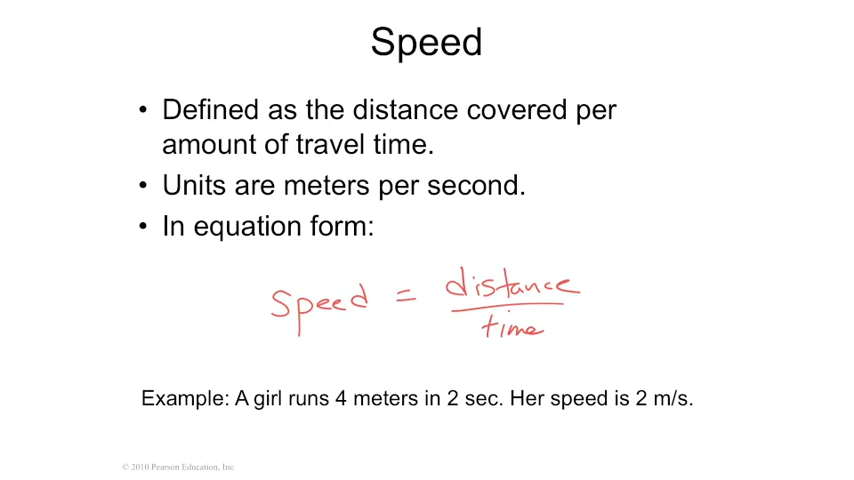 Speed
• Defined as the distance covered per
amount of travel time.
• Units are meters per second.
• In equation form:
Speed = distance
time
Example: A girl runs 4 meters in 2 sec. Her speed is 2 m/s.
© 2010 Pearson Education, Inc.